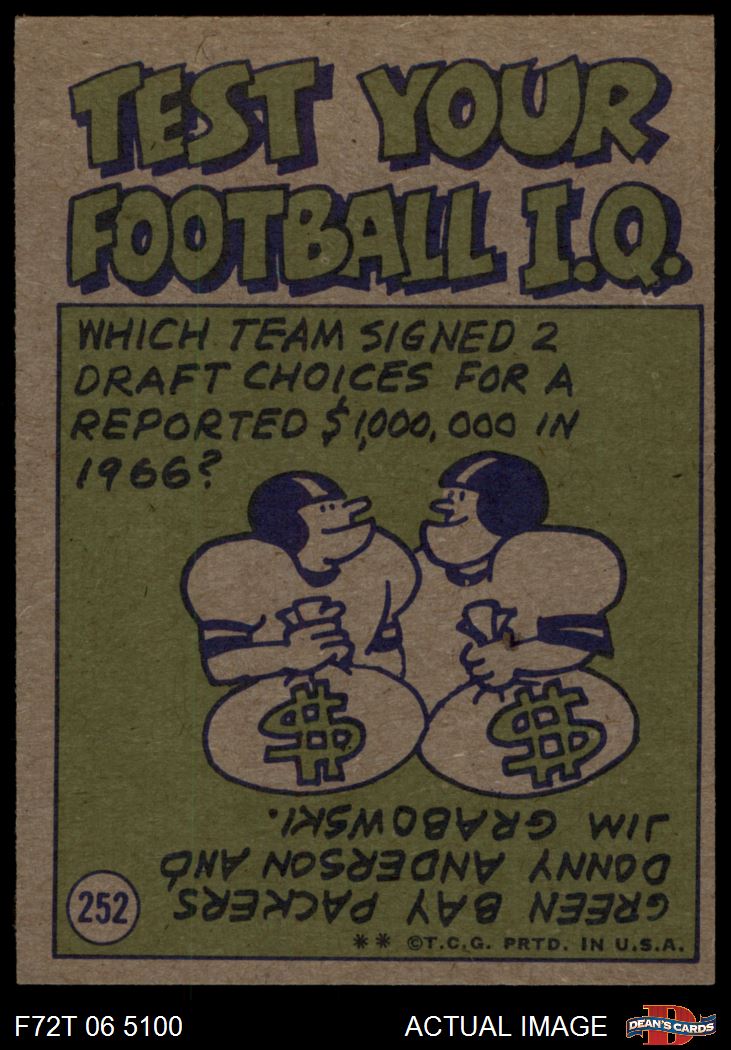 TEST YOUR
FOOTBALL I.Q.
WHICH TEAM SIGNED 2
DRAFT CHOICES FOR A
REPORTED $1,000,000 IN
1966?
$ $
GREEN BAY PACKERS
DONNY ANDERSON AND
JIM GRABOWSKI.
252
** ©T.C.G. PRTD. IN U.S.A.
F72T 06 5100
ACTUAL IMAGE
D
DEAN'S CARDS